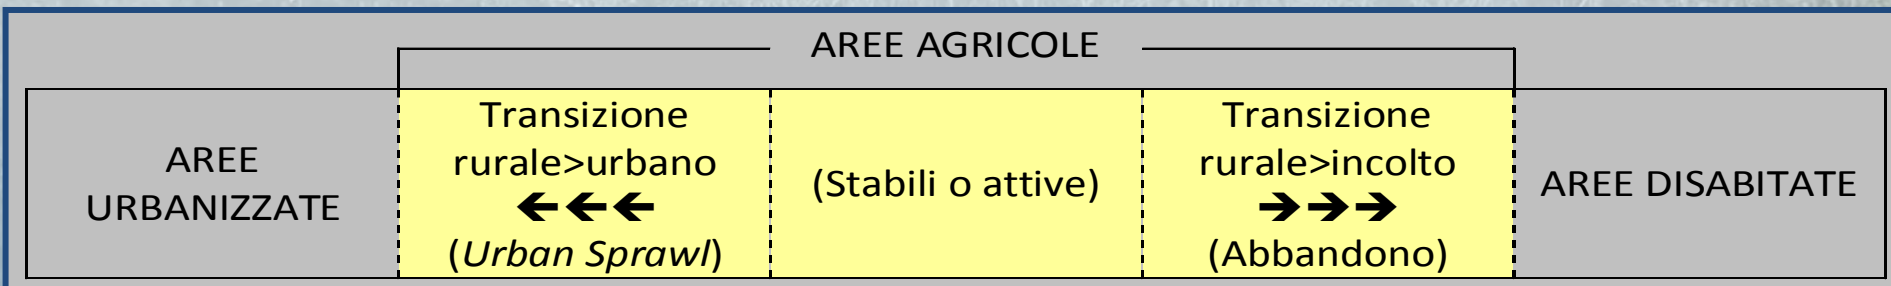 AREE AGRICOLE
AREE
URBANIZZATE
Transizione
rurale>urbano
🡸🡸🡸
(Urban Sprawl)
(Stabili o attive)
Transizione
rurale>incolto
🡺🡺🡺
(Abbandono)
AREE DISABITATE